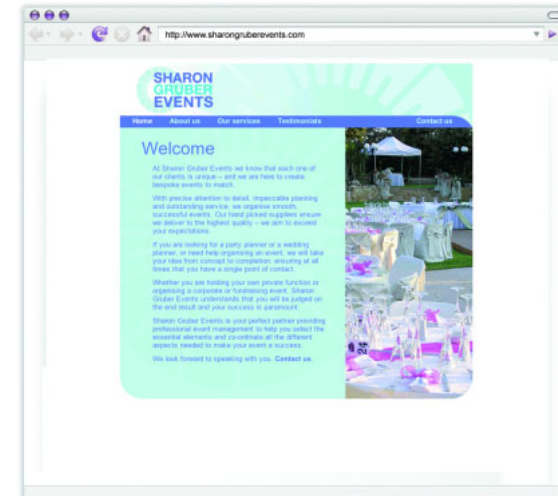 http://www.sharongruberevents.com
SHARON
GRUBER
EVENTS
Home About us Our services Testimonials Contact us
Welcome
At Sharon Gruber Events we know that each one of
our clients is unique – and we are here to create
bespoke events to match.
With precise attention to detail, impeccable planning
and outstanding service, we organise smooth,
successful events. Our hand picked suppliers ensure
we deliver to the highest quality – we aim to exceed
your expectations.
If you are looking for a party planner or a wedding
planner, or need help organising an event, we will take
your idea from concept to completion, ensuring at all
times that you have a single point of contact.
Whether you are holding your own private function or
organising a corporate or fundraising event, Sharon
Gruber Events understands that you will be judged on
the end result and your success is paramount.
Sharon Gruber Events is your perfect partner providing
professional event management to help you select the
essential elements and co-ordinate all the different
aspects needed to make your event a success.
We look forward to speaking with you. Contact us.
24